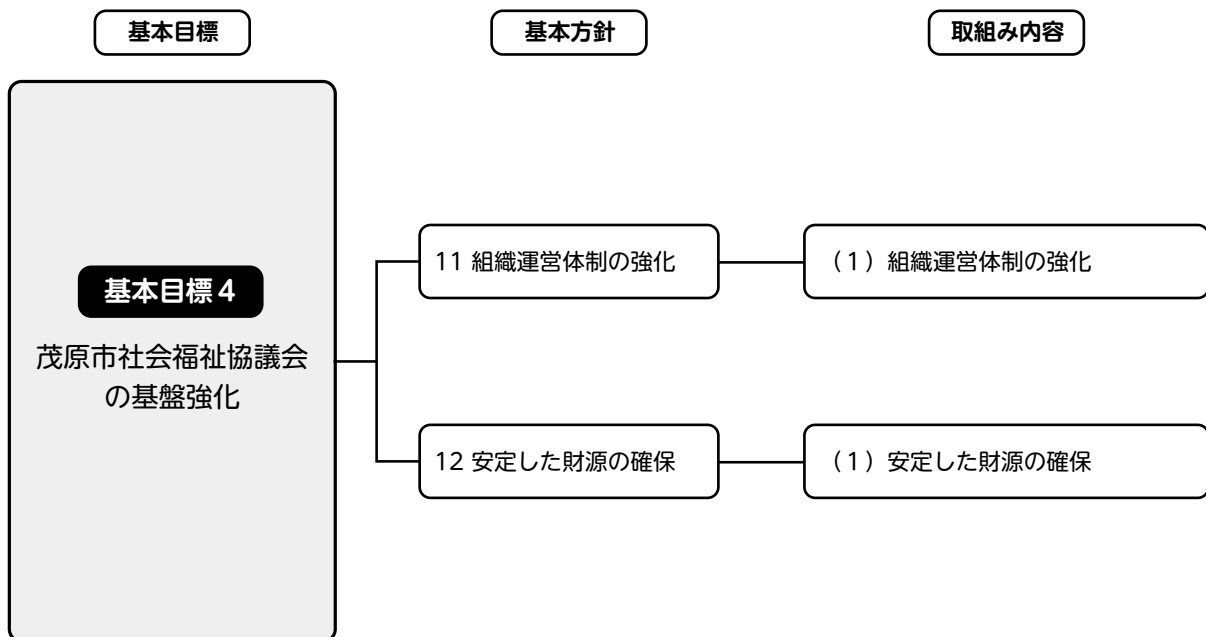 基本目標
基本方針
取組み内容
基本目標４
茂原市社会福祉協議会
の基盤強化
11 組織運営体制の強化
（１）組織運営体制の強化
12 安定した財源の確保
（１）安定した財源の確保